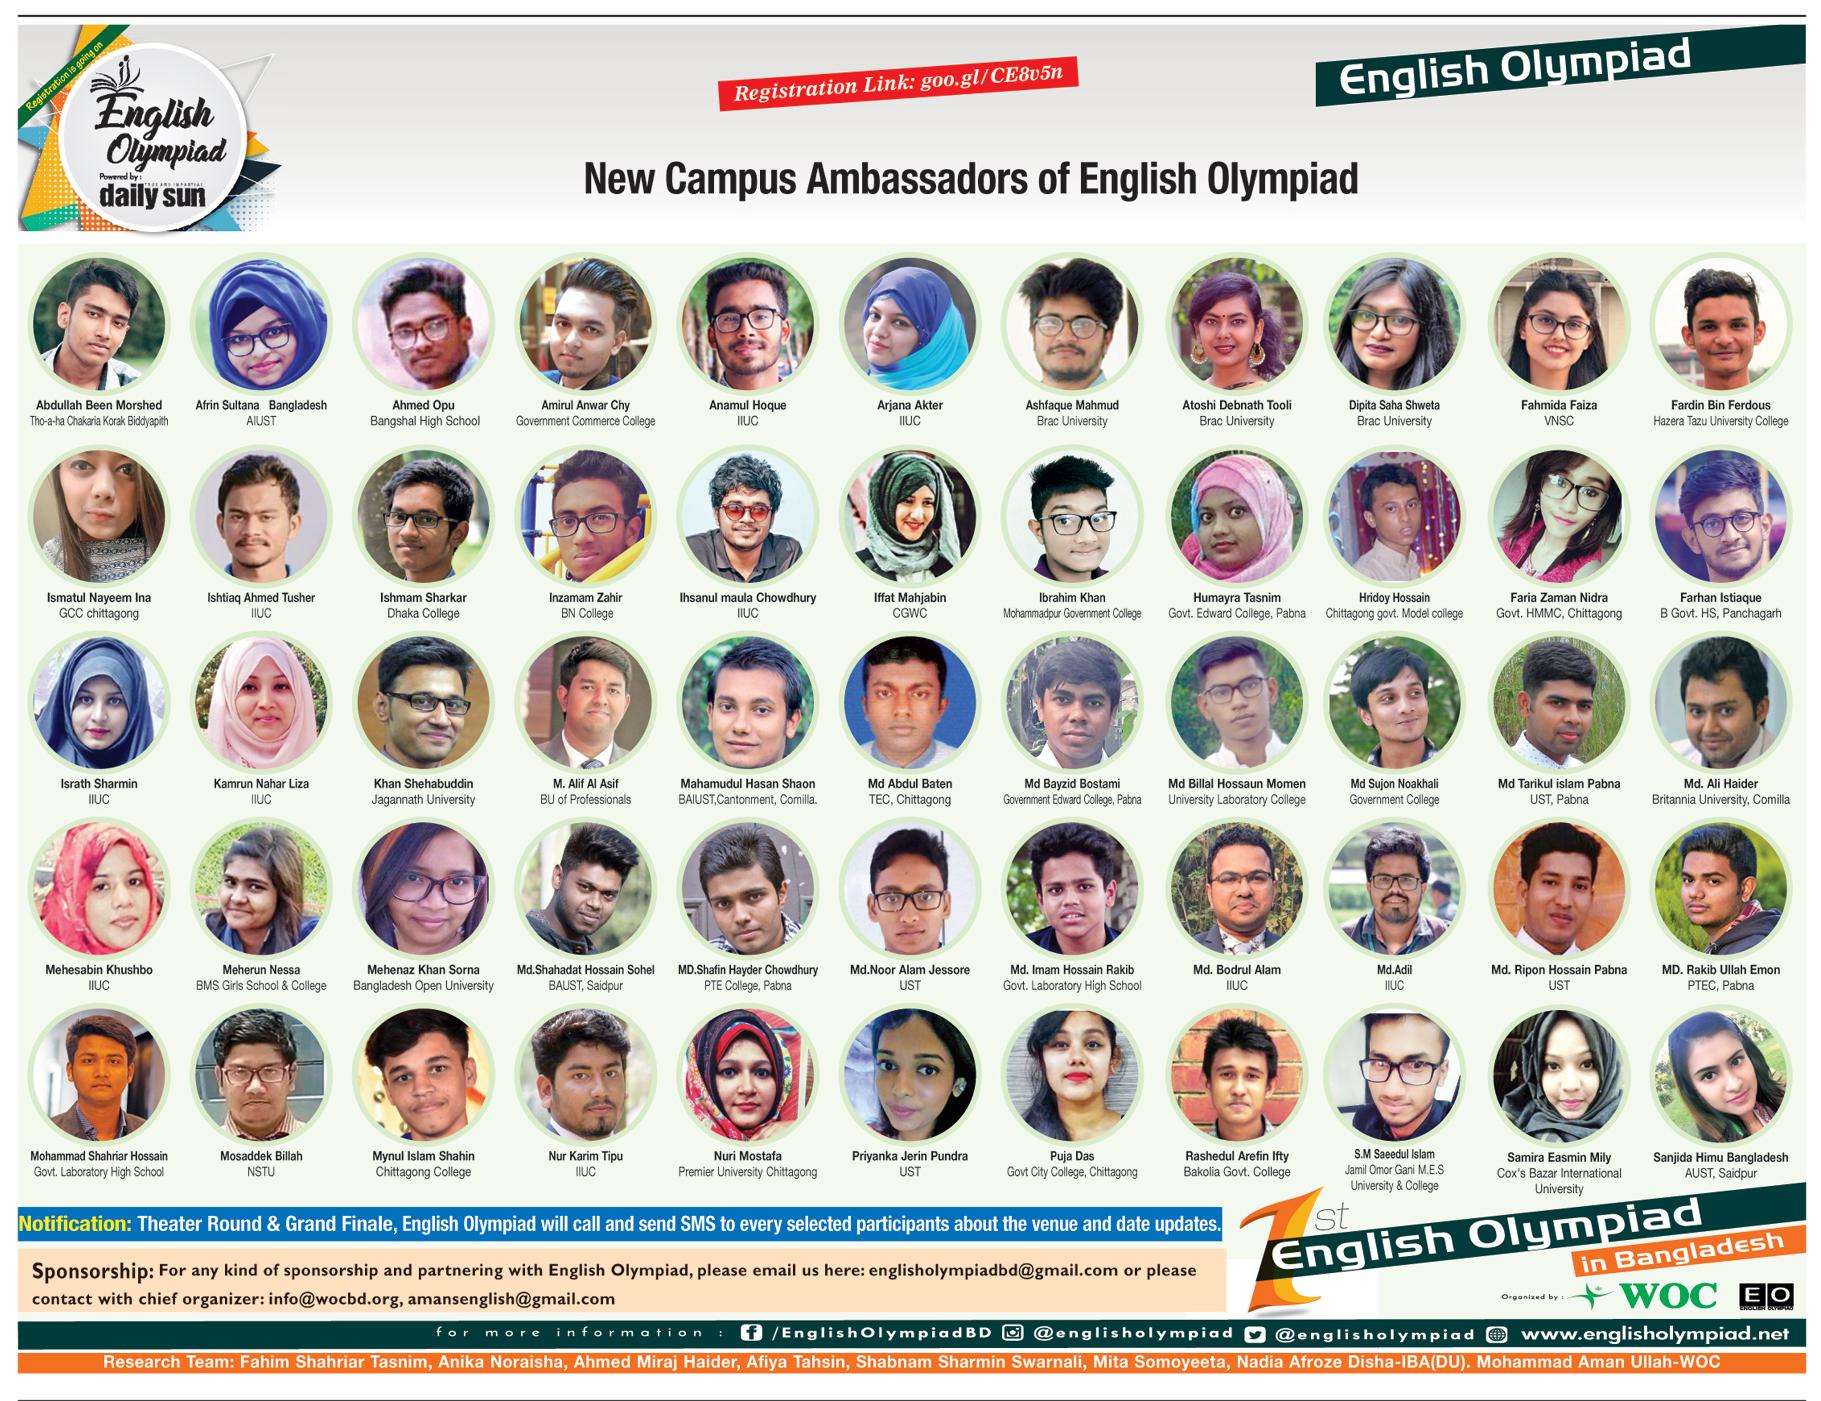 Registration is going on
English
Olympiad
Powered by :
TRUE AND IMPARTIAL
daily sun
Registration Link: goo.gl/CE8v5n
English Olympiad
New Campus Ambassadors of English Olympiad
Abdullah Been Morshed
Tho-a-ha Chakaria Korak Biddyapith
Afrin Sultana Bangladesh
AIUST
Ahmed Opu
Bangshal High School
Amirul Anwar Chy
Government Commerce College
Anamul Hoque
IIUC
Arjana Akter
IIUC
Ashfaque Mahmud
Brac University
Atoshi Debnath Tooli
Brac University
Dipita Saha Shweta
Brac University
Fahmida Faiza
VNSC
Fardin Bin Ferdous
Hazera Tazu University College
Ismatul Nayeem Ina
GCC chittagong
Ishtiaq Ahmed Tusher
IIUC
Ishmam Sharkar
Dhaka College
Inzamam Zahir
BN College
Ihsanul maula Chowdhury
IIUC
Iffat Mahjabin
CGWC
Ibrahim Khan
Mohammadpur Government College
Humayra Tasnim
Govt. Edward College, Pabna
Hridoy Hossain
Chittagong govt. Model college
Faria Zaman Nidra
Govt. HMMC, Chittagong
Farhan Istiaque
B Govt. HS, Panchagarh
Israth Sharmin
IIUC
Kamrun Nahar Liza
IIUC
Khan Shehabuddin
Jagannath University
M. Alif Al Asif
BU of Professionals
Mahamudul Hasan Shaon
BAIUST,Cantonment, Comilla.
Md Abdul Baten
TEC, Chittagong
Md Bayzid Bostami
Government Edward College, Pabna
Md Billal Hossaun Momen
University Laboratory College
Md Sujon Noakhali
Government College
Md Tarikul islam Pabna
UST, Pabna
Md. Ali Haider
Britannia University, Comilla
Mehesabin Khushbo
IIUC
Meherun Nessa
BMS Girls School & College
Mehenaz Khan Sorna
Bangladesh Open University
Md.Shahadat Hossain Sohel
BAUST, Saidpur
MD.Shafin Hayder Chowdhury
PTE College, Pabna
Md.Noor Alam Jessore
UST
Md. Imam Hossain Rakib
Govt. Laboratory High School
Md. Bodrul Alam
IIUC
Md.Adil
IIUC
Md. Ripon Hossain Pabna
UST
MD. Rakib Ullah Emon
PTEC, Pabna
Mohammad Shahriar Hossain
Govt. Laboratory High School
Mosaddek Billah
NSTU
Mynul Islam Shahin
Chittagong College
Nur Karim Tipu
IIUC
Nuri Mostafa
Premier University Chittagong
Priyanka Jerin Pundra
UST
Puja Das
Govt City College, Chittagong
Rashedul Arefin Ifty
Bakolia Govt. College
S.M Saeedul Islam
Jamil Omor Gani M.E.S
University & College
Samira Easmin Mily
Cox's Bazar International
University
Sanjida Himu Bangladesh
AUST, Saidpur
Notification: Theater Round & Grand Finale, English Olympiad will call and send SMS to every selected participants about the venue and date updates.
Sponsorship: For any kind of sponsorship and partnering with English Olympiad, please email us here: englisholympiadbd@gmail.com or please
contact with chief organizer: info@wocbd.org, amansenglish@gmail.com
1st
English Olympiad
in Bangladesh
Organized by : WOC EO
ENGLISH OLYMPIAD
for more information : /EnglishOlympiadBD @englisholympiad @englisholympiad www.englisholympiad.net
Research Team: Fahim Shahriar Tasnim, Anika Noraisha, Ahmed Miraj Haider, Afiya Tahsin, Shabnam Sharmin Swarnali, Mita Somoyeeta, Nadia Afroze Disha-IBA(DU). Mohammad Aman Ullah-WOC